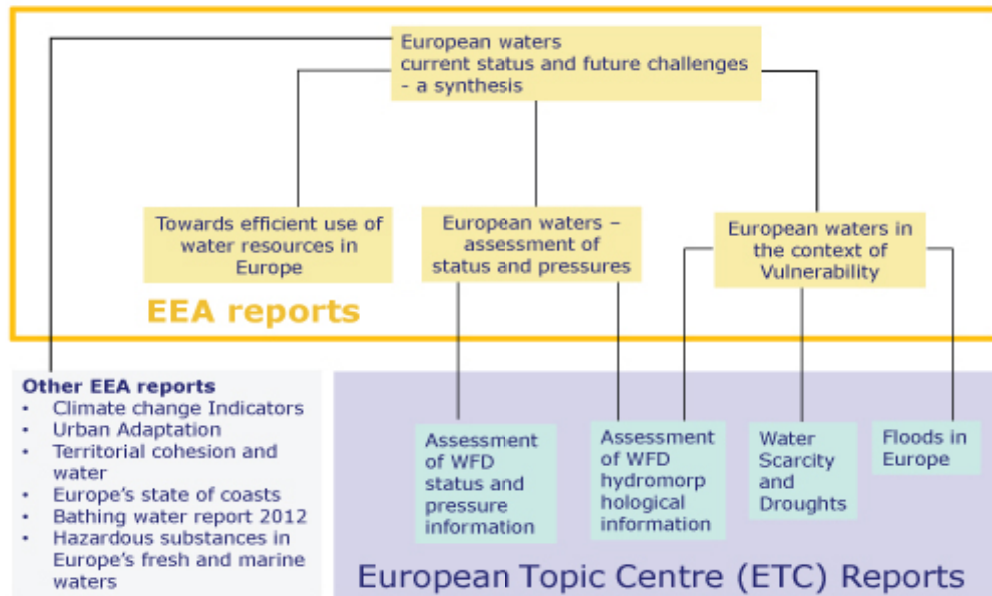 European waters
current status and future challenges
- a synthesis
Towards efficient use of
water resources in
Europe
European waters –
assessment of
status and pressures
European waters in
the context of
Vulnerability
EEA reports
Other EEA reports
• Climate change Indicators
• Urban Adaptation
• Territorial cohesion and
water
• Europe's state of coasts
• Bathing water report 2012
• Hazardous substances in
Europe's fresh and marine
waters
Assessment
of WFD
status and
pressure
information
Assessment
of WFD
hydromorp
hological
information
Water
Scarcity
and
Droughts
Floods in
Europe
European Topic Centre (ETC) Reports